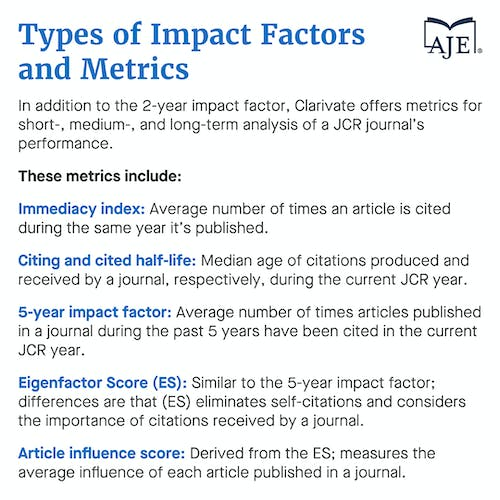 Types of Impact Factors
and Metrics
AJE®
In addition to the 2-year impact factor, Clarivate offers metrics for
short-, medium-, and long-term analysis of a JCR journal's
performance.
These metrics include:
Immediacy index: Average number of times an article is cited
during the same year it's published.
Citing and cited half-life: Median age of citations produced and
received by a journal, respectively, during the current JCR year.
5-year impact factor: Average number of times articles published
in a journal during the past 5 years have been cited in the current
JCR year.
Eigenfactor Score (ES): Similar to the 5-year impact factor;
differences are that (ES) eliminates self-citations and considers
the importance of citations received by a journal.
Article influence score: Derived from the ES; measures the
average influence of each article published in a journal.